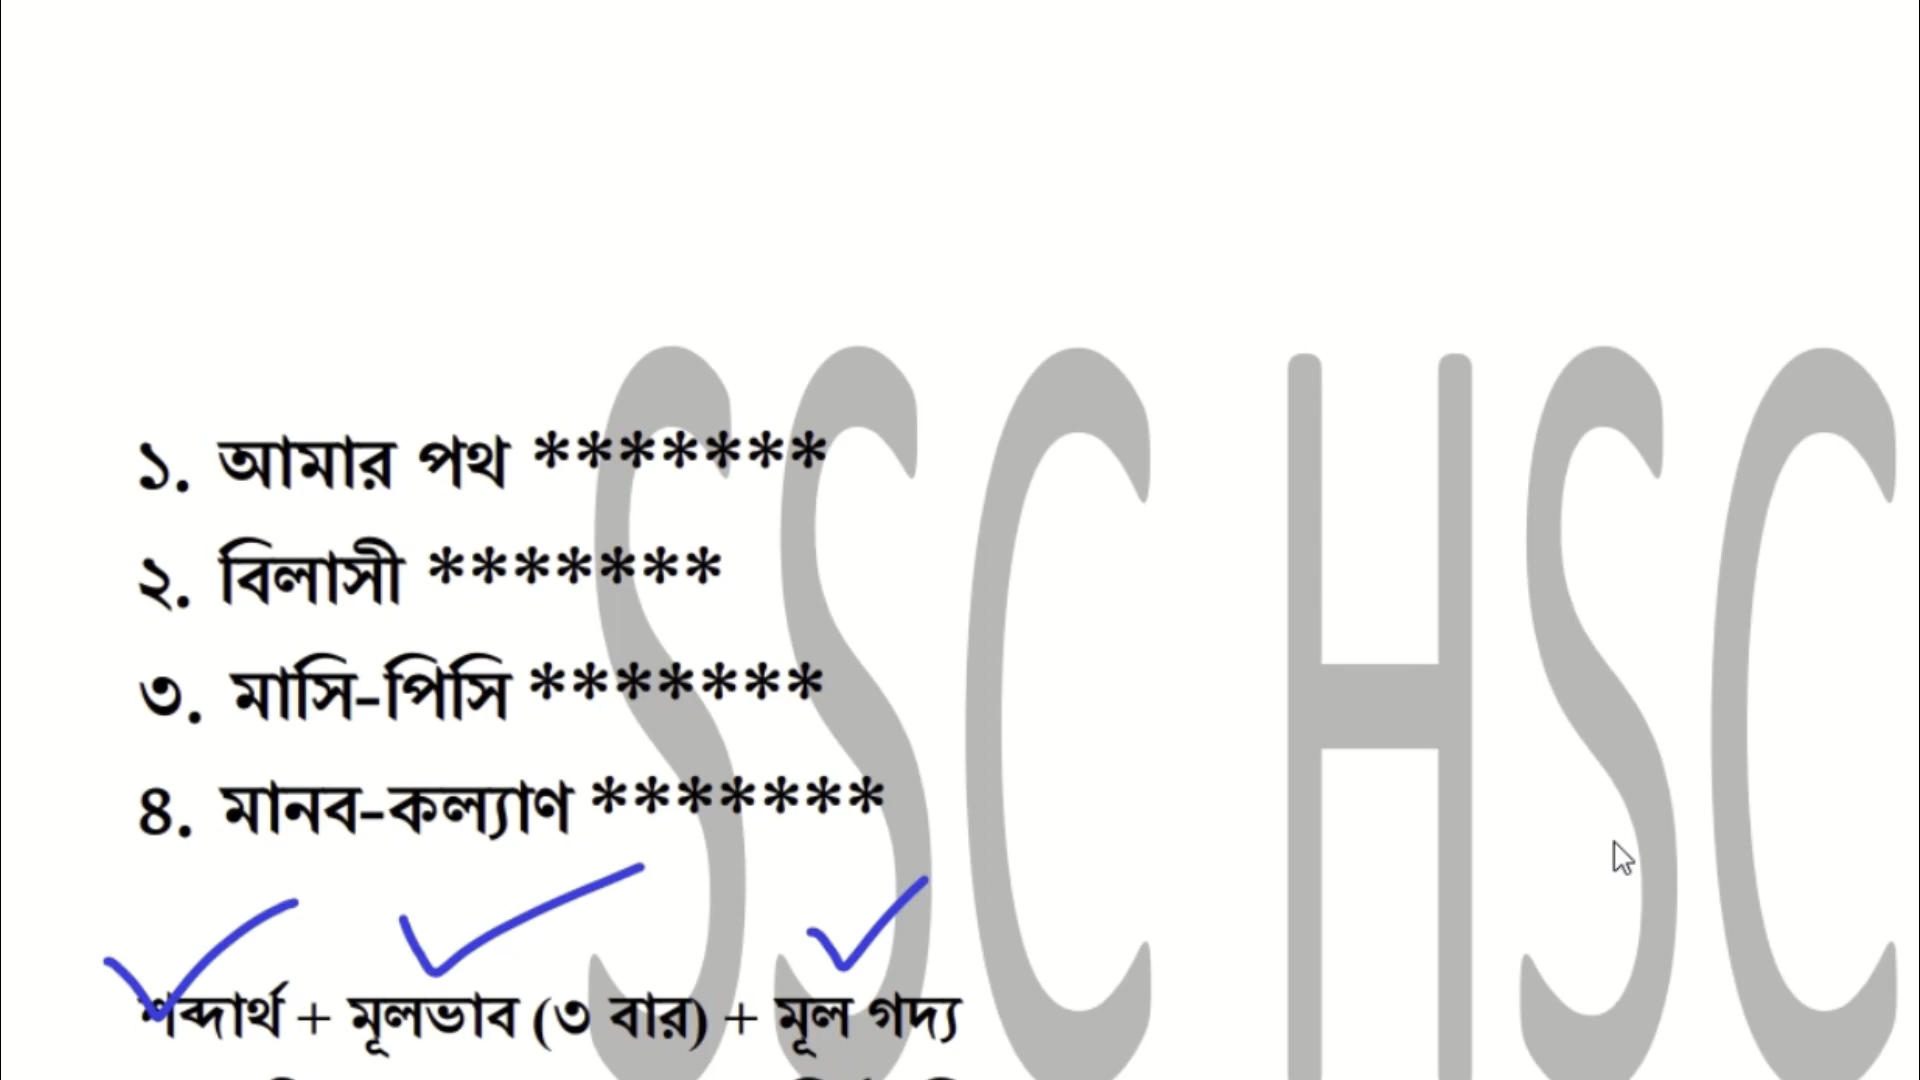 ১. আমার পথ *******
২. বিলাসী *******
৩. মাসি-পিসি *******
৪. মানব-কল্যাণ *******
শব্দার্থ + মূলভাব (৩ বার) + মূল গদ্য
SSC HSC